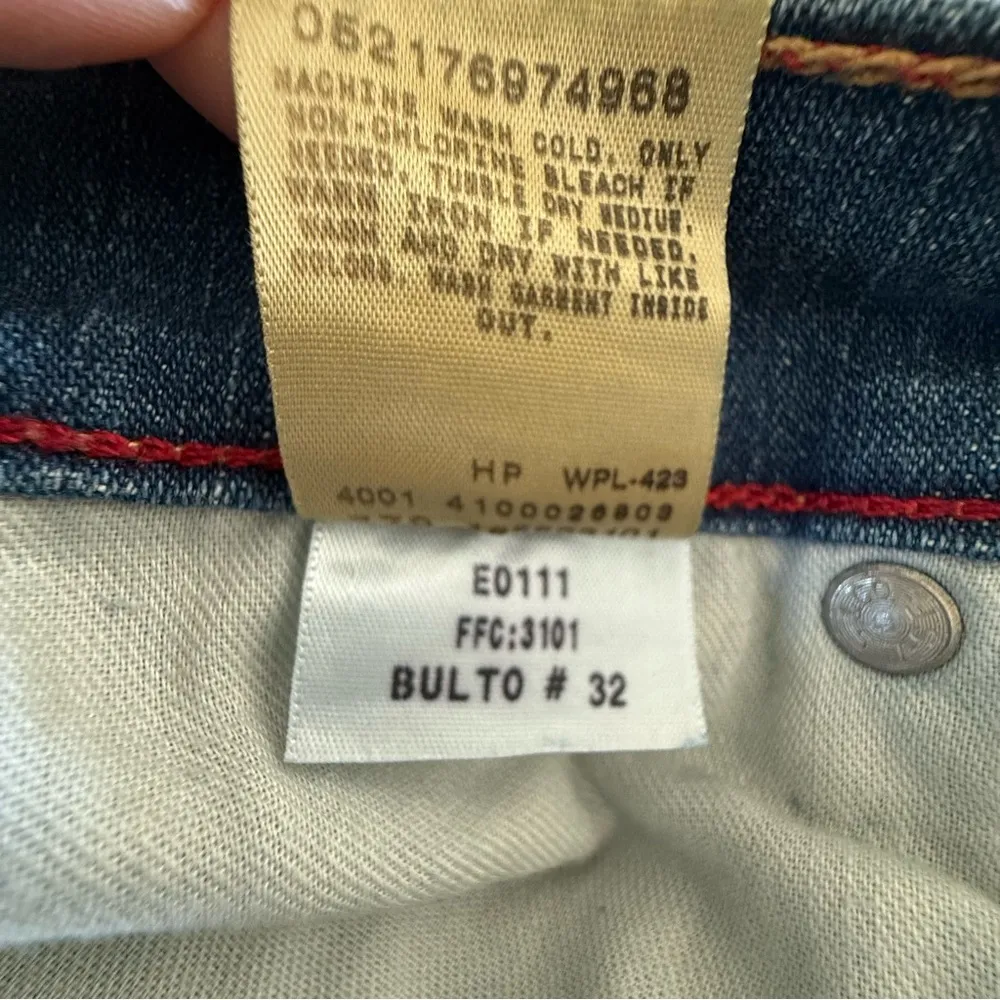 052176974968
MACHINE WASH COLD. ONLY
NON-CHLORINE BLEACH IF
NEEDED. TUMBLE DRY MEDIUM.
WARM IRON IF NEEDED.
WASH AND DRY WITH LIKE
COLORS. WASH GARMENT INSIDE
OUT.
HP WPL-423
4001 4100026803
E0111
FFC:3101
BULTO # 32